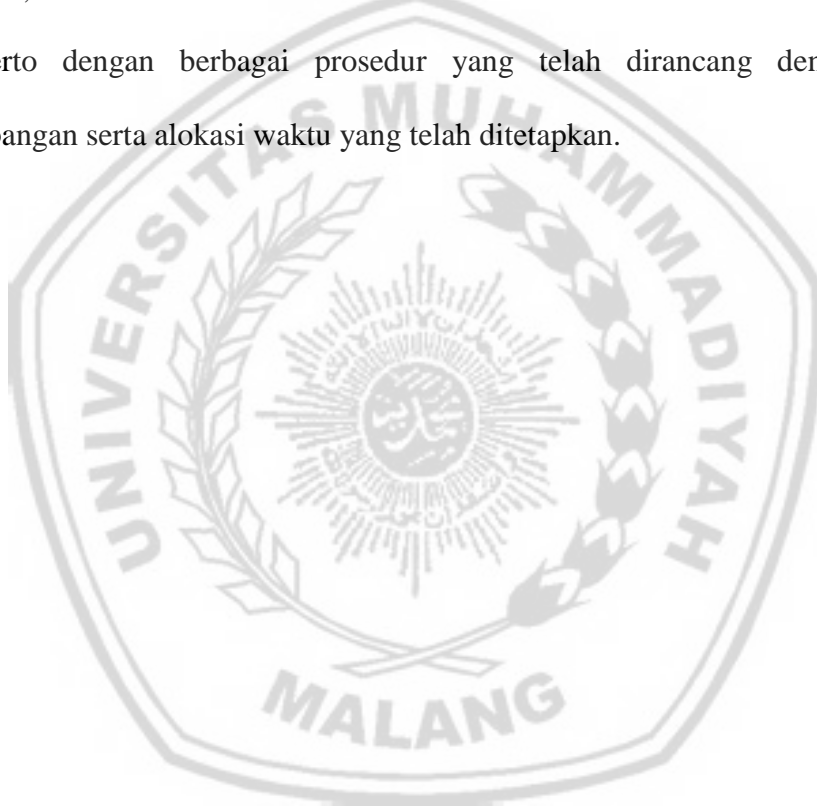 erto dengan berbagai prosedur yang telah dirancang den
bangan serta alokasi waktu yang telah ditetapkan.
UNIVERSITAS MUHAMMADIYAH
MALANG